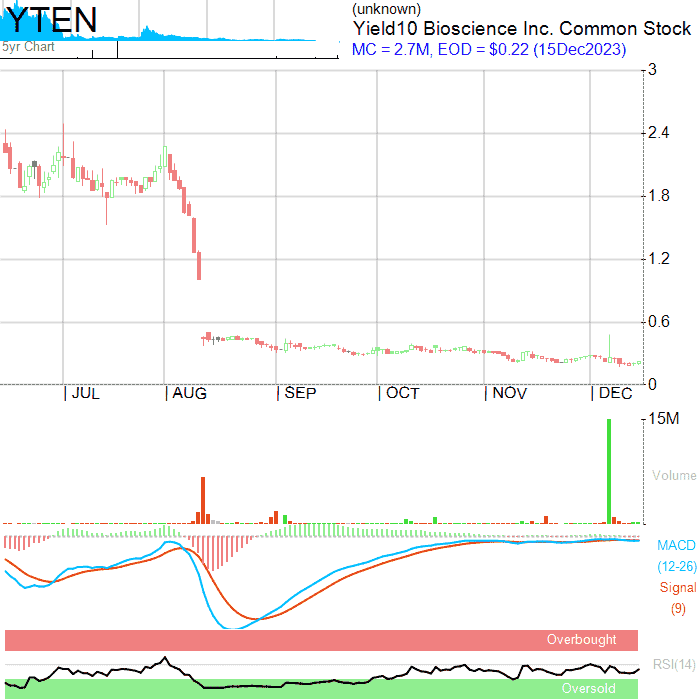 YTEN
5yr Chart
(unknown)
Yield10 Bioscience Inc. Common Stock
MC = 2.7M, EOD = $0.22 (15Dec2023)
3
2.4
1.8
1.2
0.6
0
JUL AUG SEP OCT NOV DEC
15M
Volume
MACD
(12-26)
Signal
(9)
Overbought
RSI(14)
Oversold